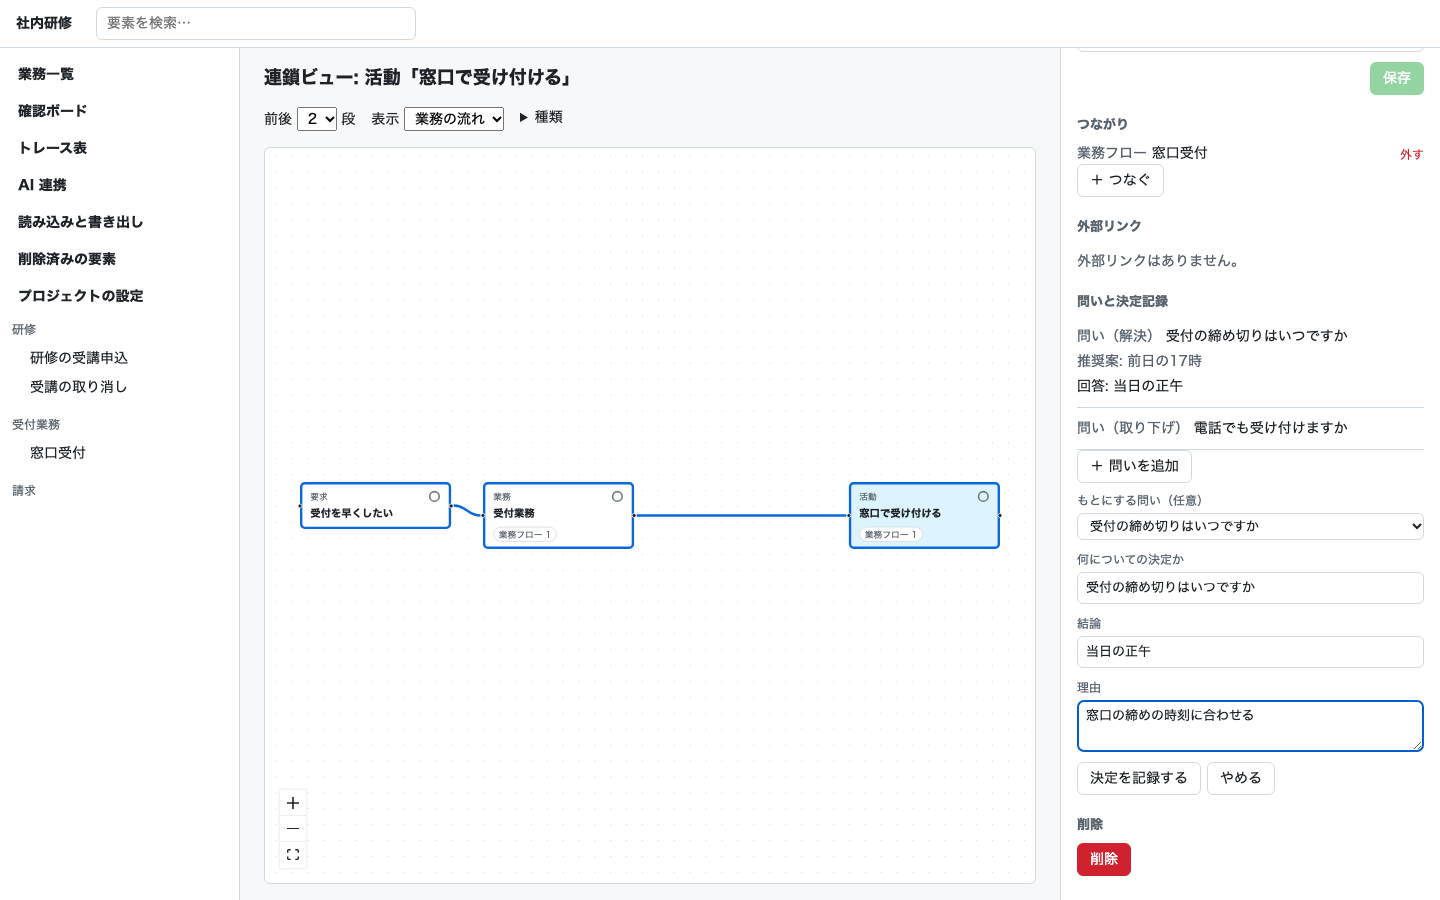 社内研修
要素を検索…
業務一覧
確認ボード
トレース表
AI 連携
読み込みと書き出し
削除済みの要素
プロジェクトの設定
研修
研修の受講申込
受講の取り消し
受付業務
窓口受付
請求
連鎖ビュー: 活動「窓口で受け付ける」
前後 2 段 表示 業務の流れ ▶ 種類
要求
受付を早くしたい
業務
受付業務
業務フロー 1
活動
窓口で受け付ける
業務フロー 1
保存
つながり
業務フロー 窓口受付 外す
＋ つなぐ
外部リンク
外部リンクはありません。
問いと決定記録
問い（解決） 受付の締め切りはいつですか
推奨案: 前日の17時
回答: 当日の正午
問い（取り下げ） 電話でも受け付けますか
＋ 問いを追加
もとにする問い（任意）
受付の締め切りはいつですか
何についての決定か
受付の締め切りはいつですか
結論
当日の正午
理由
窓口の締めの時刻に合わせる
決定を記録する やめる
削除
削除